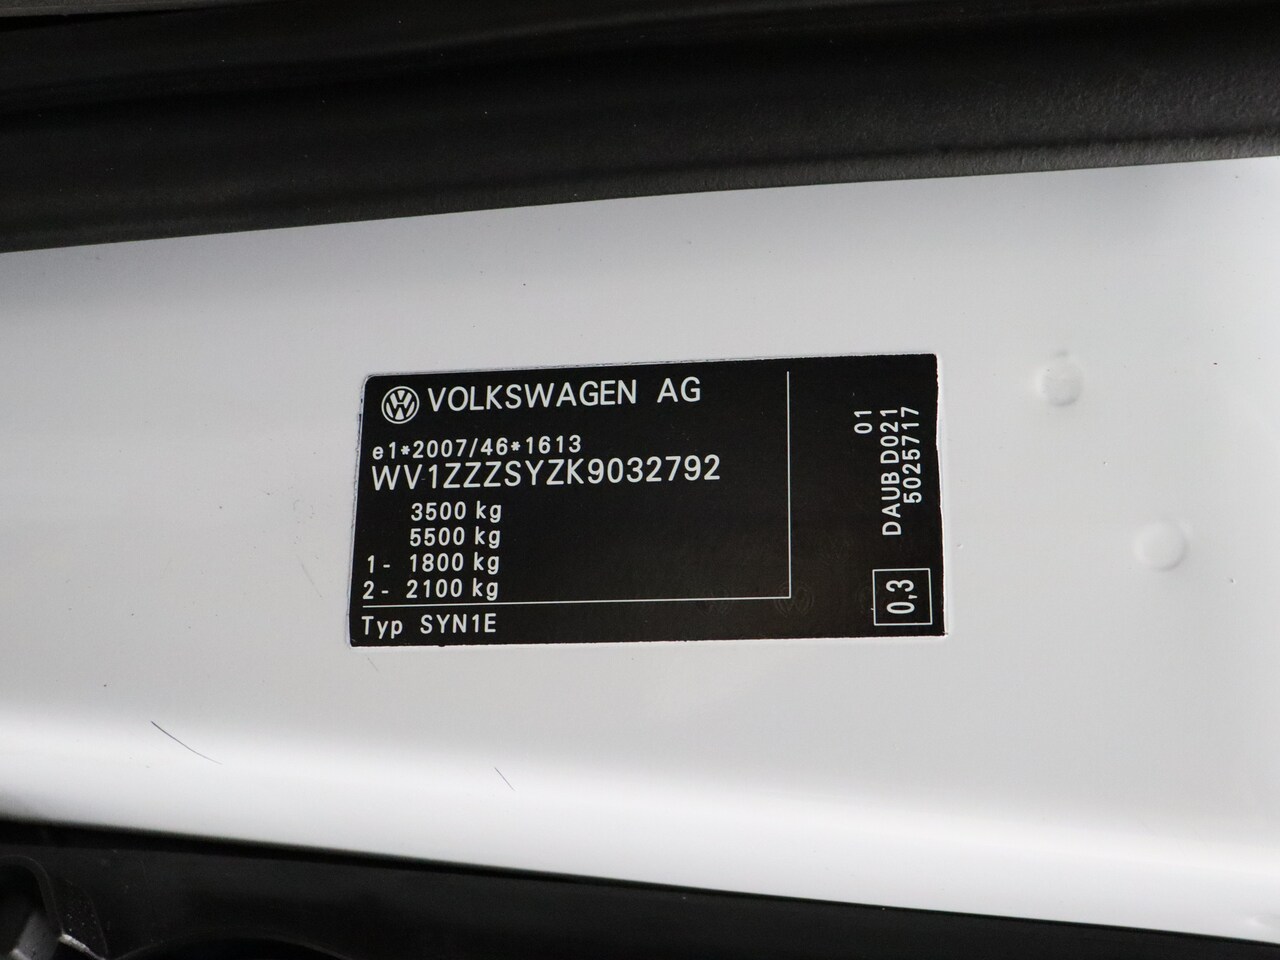 VOLKSWAGEN AG
e1*2007/46*1613
WV1ZZZSYZK9032792
3500 kg
5500 kg
1- 1800 kg
2- 2100 kg
Typ SYN1E
01
DAUB D021
5025717
0,3